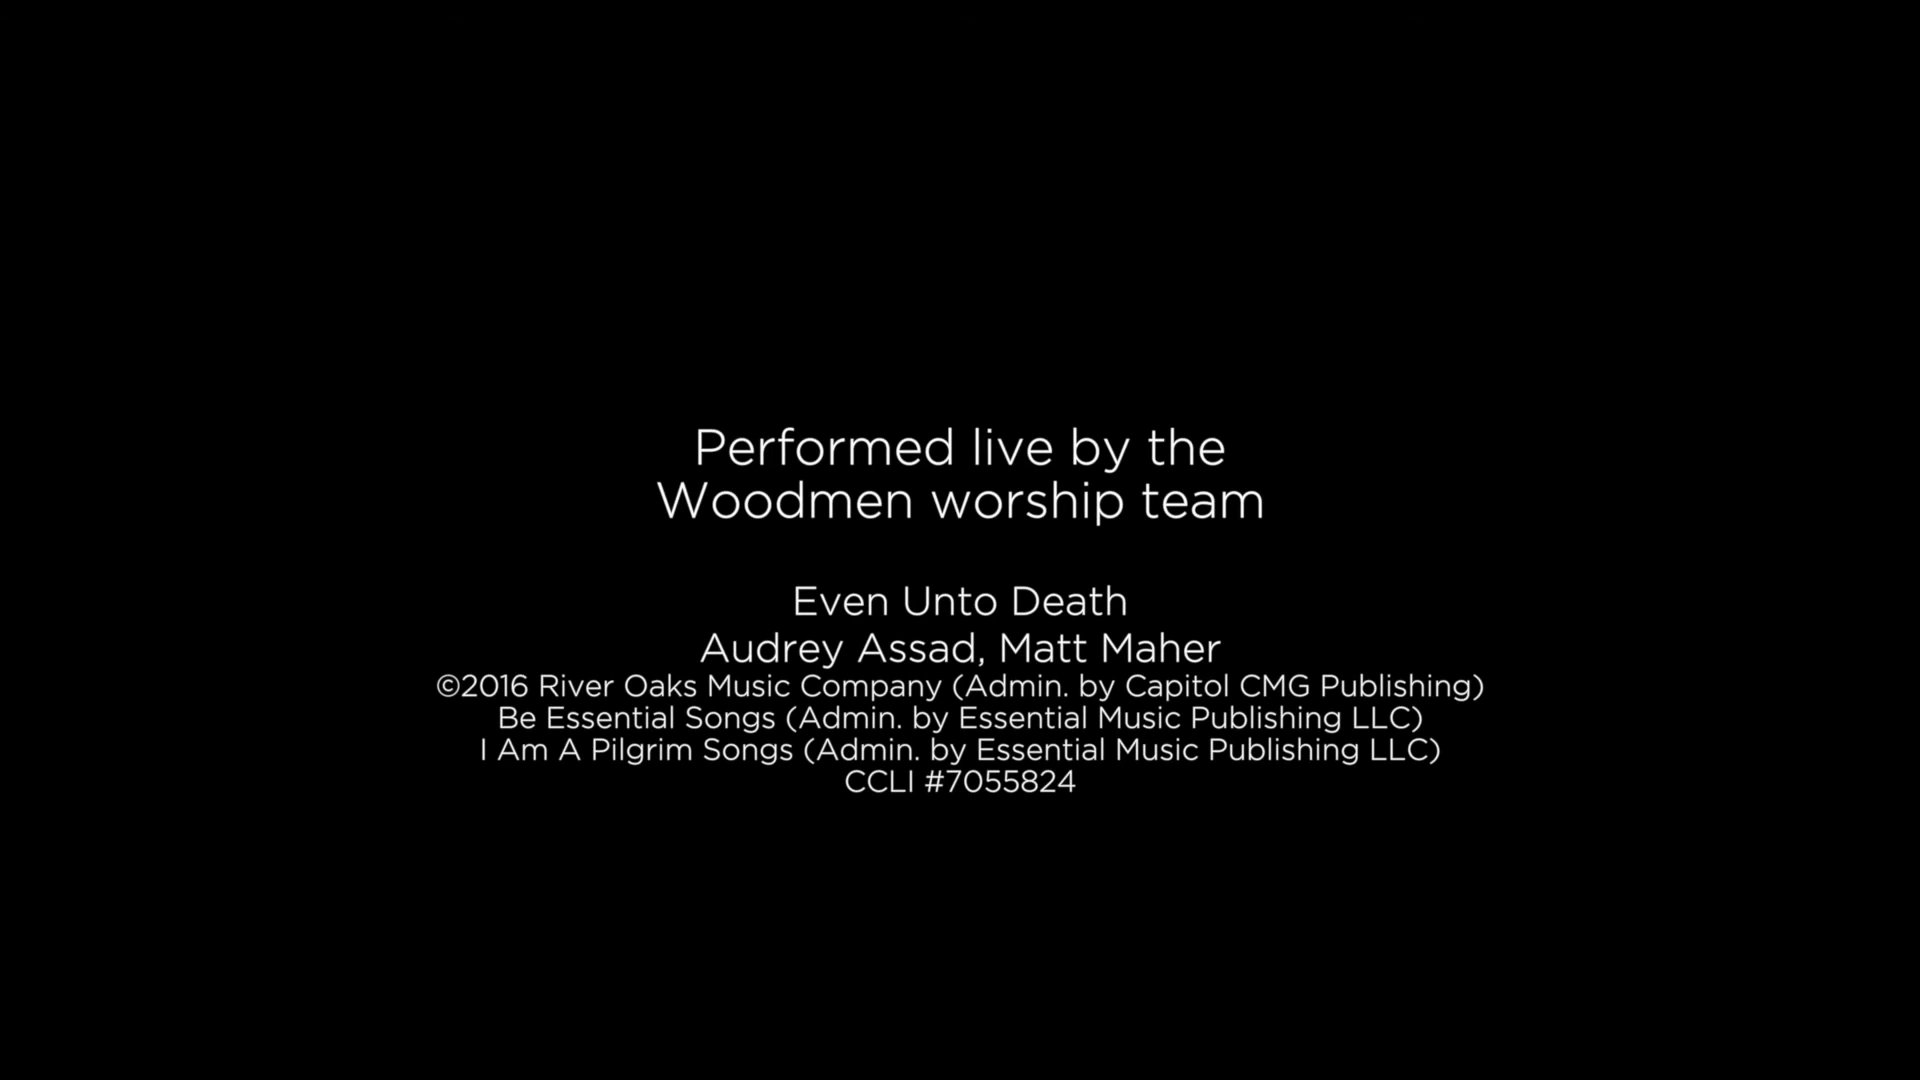 Performed live by the
Woodmen worship team
Even Unto Death
Audrey Assad, Matt Maher
©2016 River Oaks Music Company (Admin. by Capitol CMG Publishing)
Be Essential Songs (Admin. by Essential Music Publishing LLC)
I Am A Pilgrim Songs (Admin. by Essential Music Publishing LLC)
CCLI #7055824